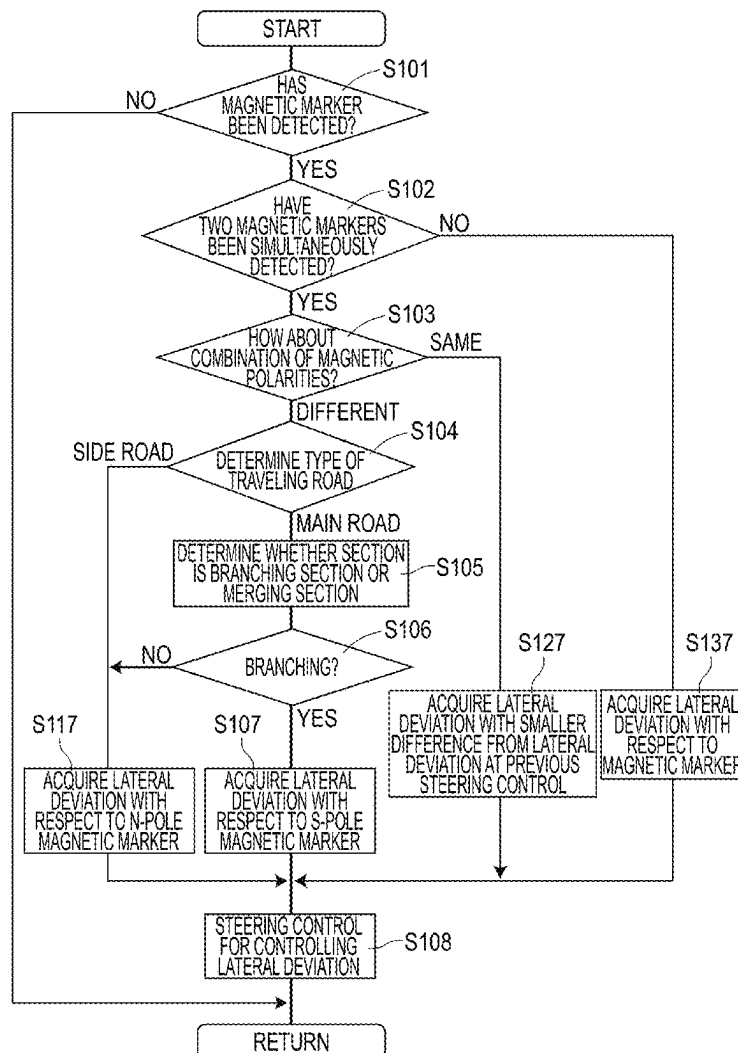 START
S101
NO
HAS
MAGNETIC MARKER
BEEN DETECTED?
YES
S102
HAVE
TWO MAGNETIC MARKERS
BEEN SIMULTANEOUSLY
DETECTED?
NO
YES
S103
HOW ABOUT
COMBINATION OF MAGNETIC
POLARITIES?
SAME
DIFFERENT
S104
SIDE ROAD
DETERMINE TYPE OF
TRAVELING ROAD
MAIN ROAD
DETERMINE WHETHER SECTION
IS BRANCHING SECTION OR
MERGING SECTION
S105
S106
NO
BRANCHING?
YES
S127
S137
ACQUIRE LATERAL
DEVIATION WITH SMALLER
DIFFERENCE FROM LATERAL
DEVIATION AT PREVIOUS
STEERING CONTROL
ACQUIRE LATERAL
DEVIATION WITH
RESPECT TO
MAGNETIC MARKER
S117
S107
ACQUIRE LATERAL
DEVIATION WITH
RESPECT TO N-POLE
MAGNETIC MARKER
ACQUIRE LATERAL
DEVIATION WITH
RESPECT TO S-POLE
MAGNETIC MARKER
STEERING CONTROL
FOR CONTROLLING
LATERAL DEVIATION
S108
RETURN